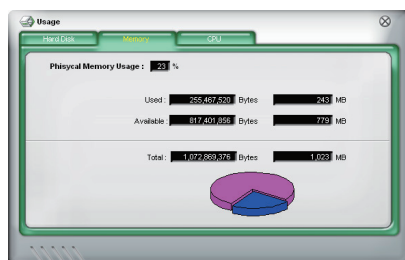 Usage
Hard Disk Memory CPU
Phisycal Memory Usage : 23 %
Used : 255,467,520 Bytes 243 MB
Available : 817,401,856 Bytes 779 MB
Total : 1,072,869,376 Bytes 1,023 MB